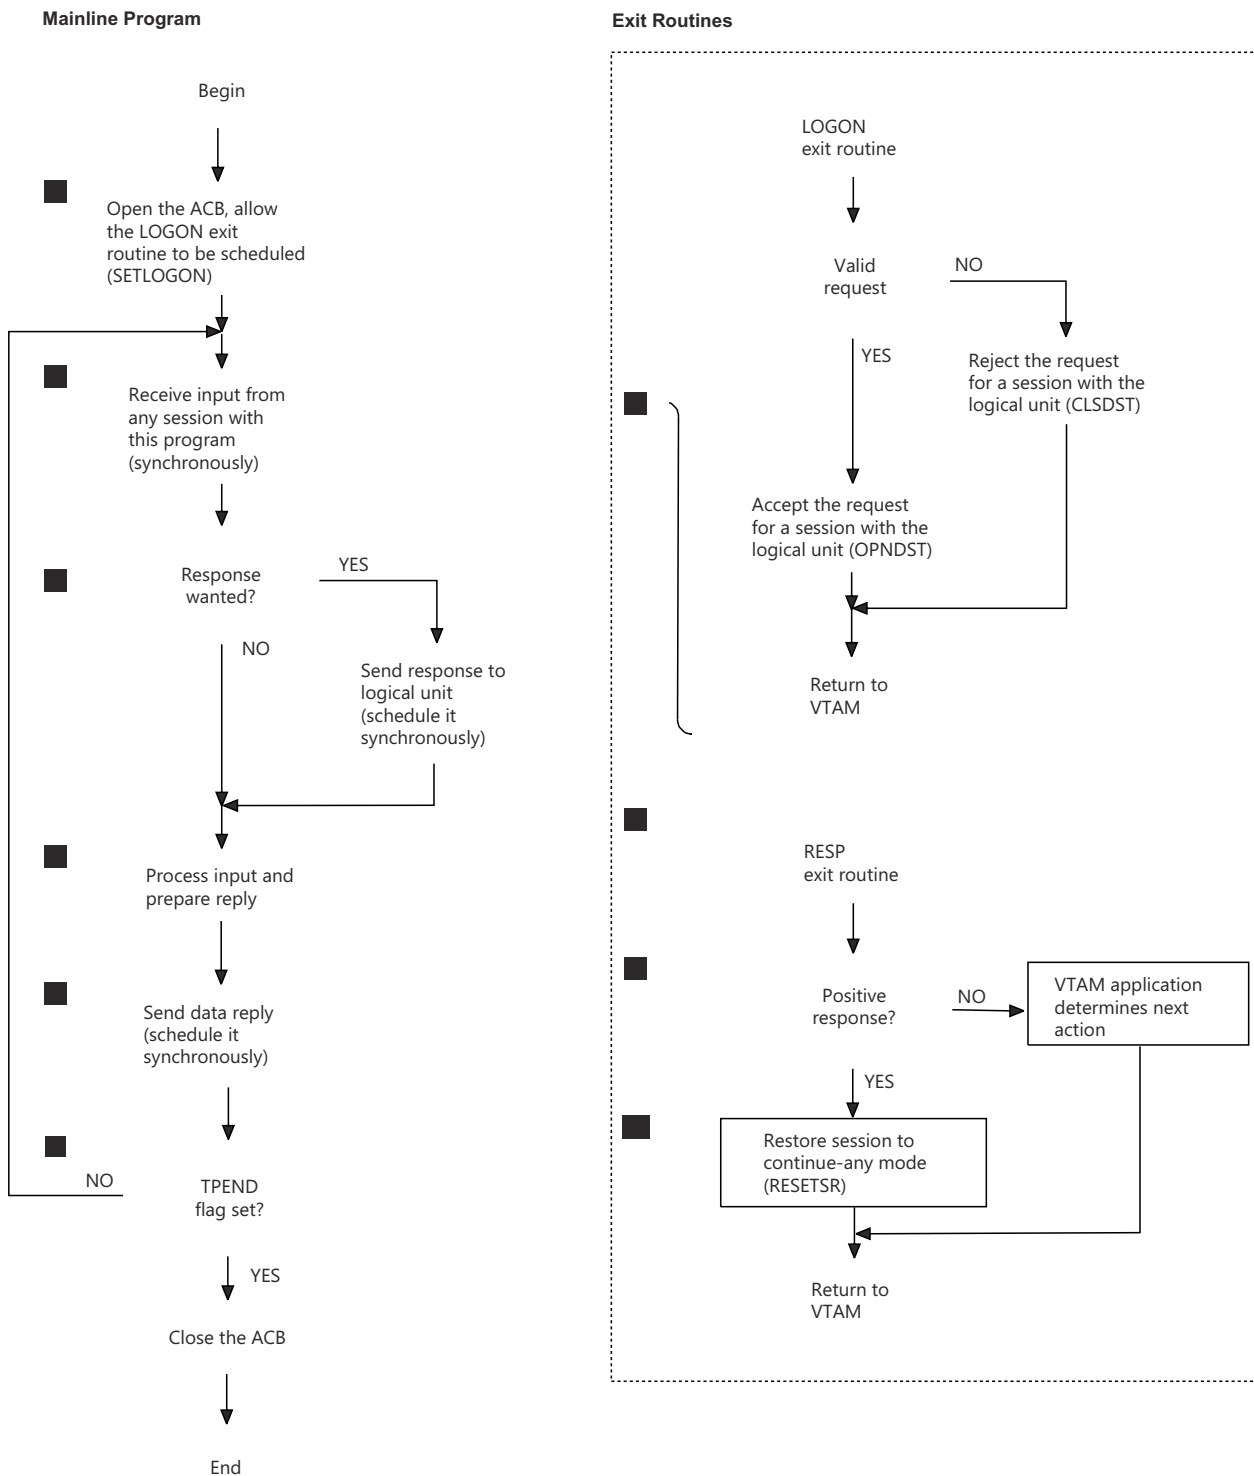 Mainline Program
Begin
Open the ACB, allow
the LOGON exit
routine to be scheduled
(SETLOGON)
Receive input from
any session with
this program
(synchronously)
Response
wanted?
YES
NO
Send response to
logical unit
(schedule it
synchronously)
Process input and
prepare reply
Send data reply
(schedule it
synchronously)
NO
TPEND
flag set?
YES
Close the ACB
End
Exit Routines
LOGON
exit routine
Valid
request
NO
YES
Reject the request
for a session with the
logical unit (CLSDST)
Accept the request
for a session with the
logical unit (OPNDST)
Return to
VTAM
RESP
exit routine
Positive
response?
NO
VTAM application
determines next
action
YES
Restore session to
continue-any mode
(RESETSR)
Return to
VTAM